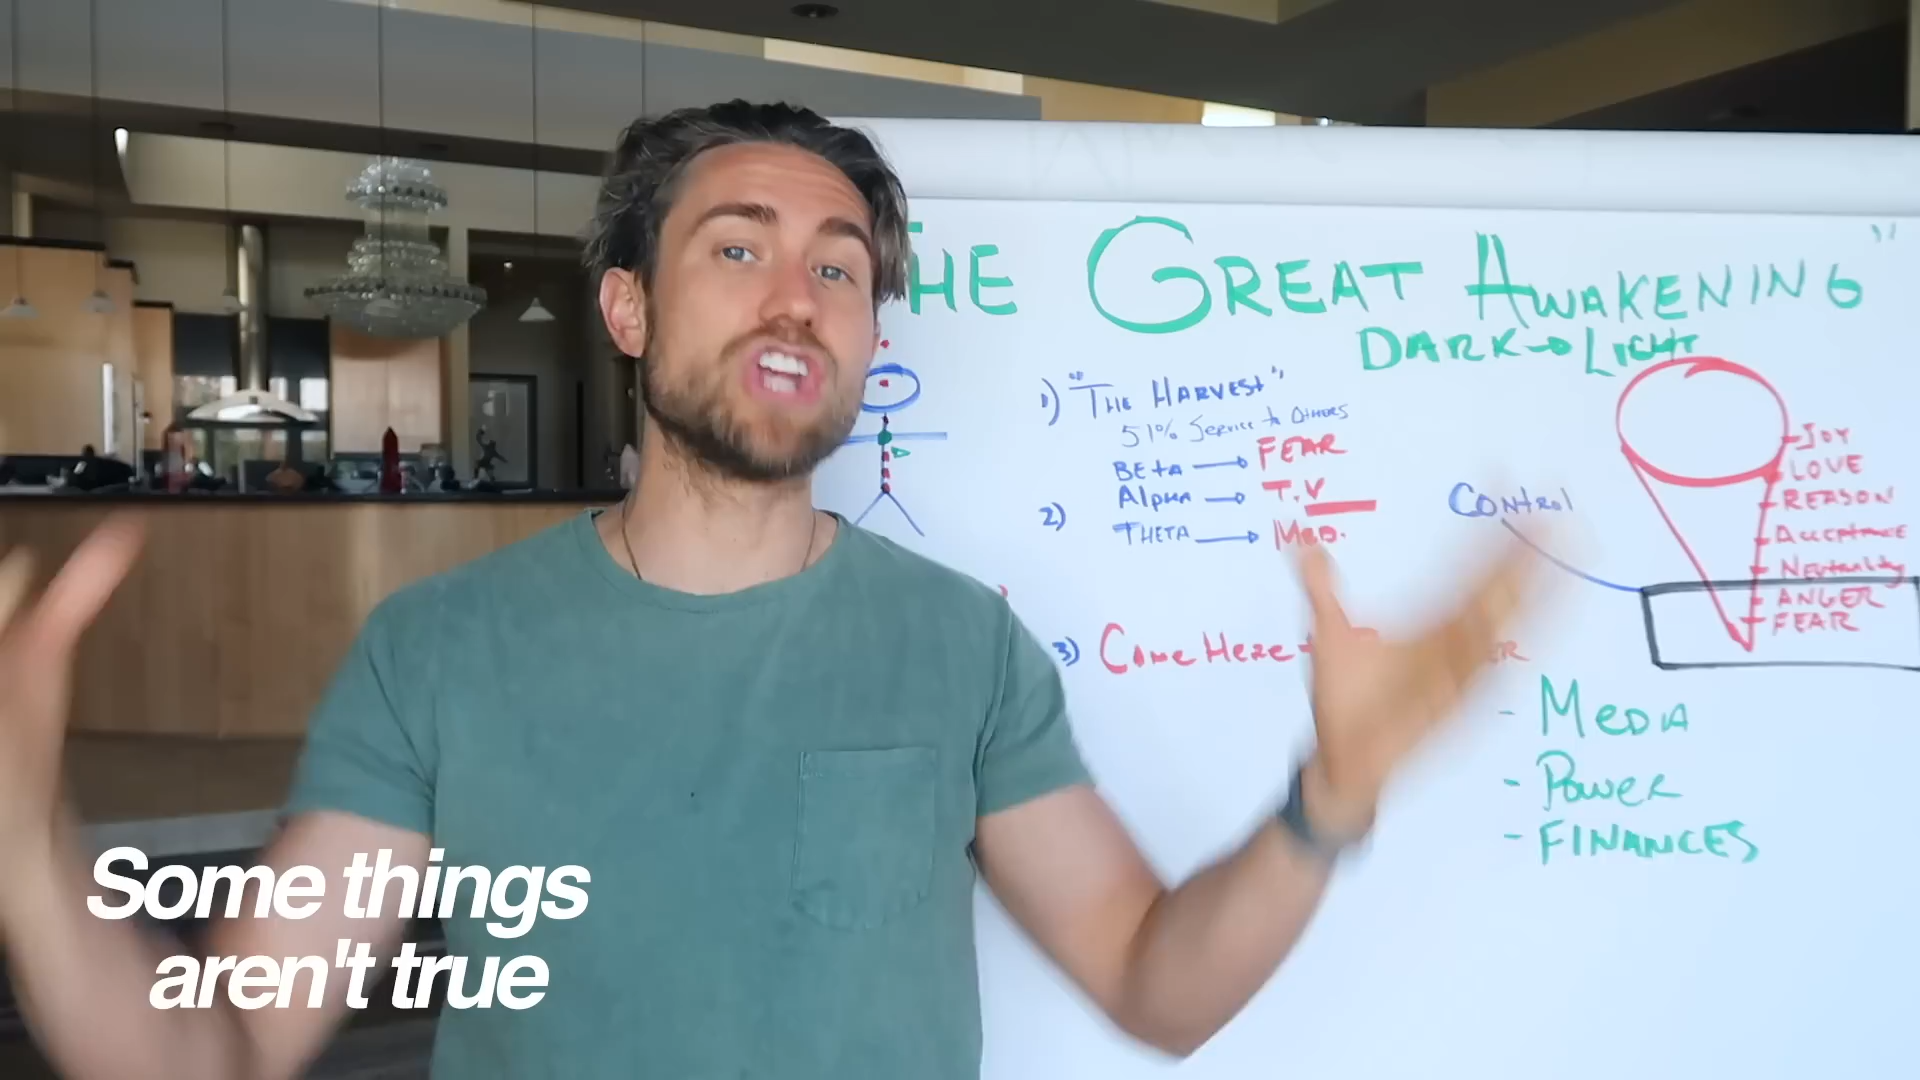 HE GREAT AWAKENING"
DARK→LIGHT
1) "THE HARVEST"
51% Service to Others
BETA → FEAR
2) Alpha → T.V
THETA → MED.
3) Come Here
Control
JOY
LOVE
REASON
Acceptance
Neutrality
ANGER
FEAR
- MEDIA
- Power
- FINANCES
Some things
aren't true